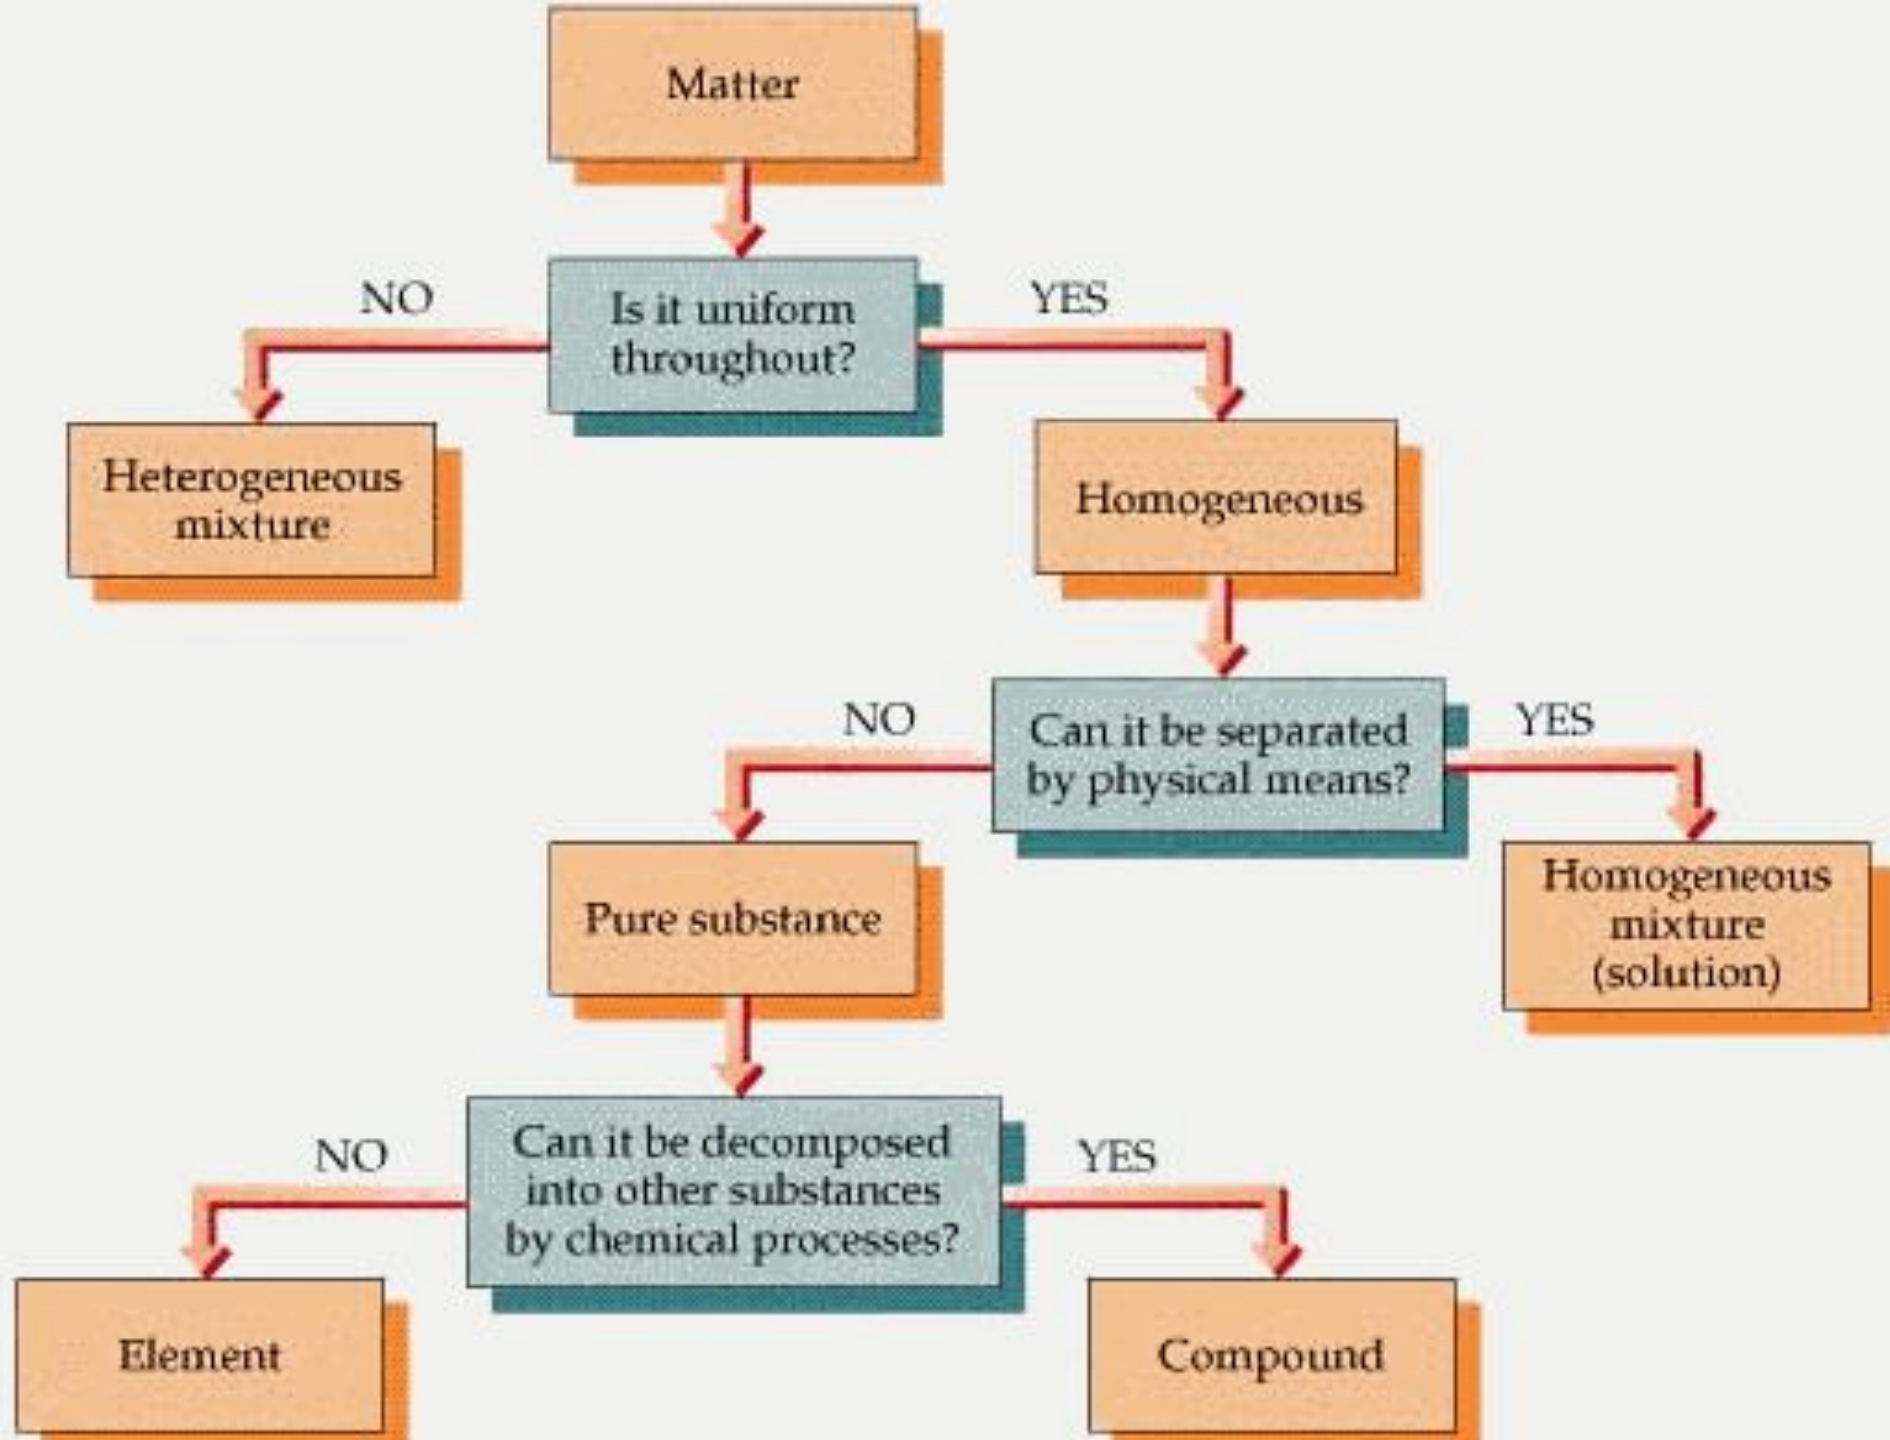 Matter
NO
Is it uniform
throughout?
YES
Heterogeneous
mixture
Homogeneous
NO
Can it be separated
by physical means?
YES
Pure substance
Homogeneous
mixture
(solution)
NO
Can it be decomposed
into other substances
by chemical processes?
YES
Element
Compound